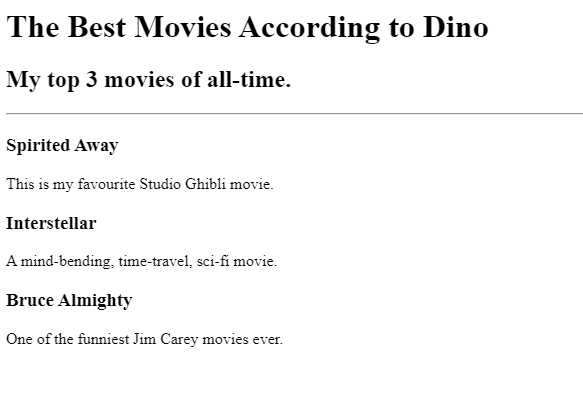 The Best Movies According to Dino
My top 3 movies of all-time.
Spirited Away
This is my favourite Studio Ghibli movie.
Interstellar
A mind-bending, time-travel, sci-fi movie.
Bruce Almighty
One of the funniest Jim Carey movies ever.